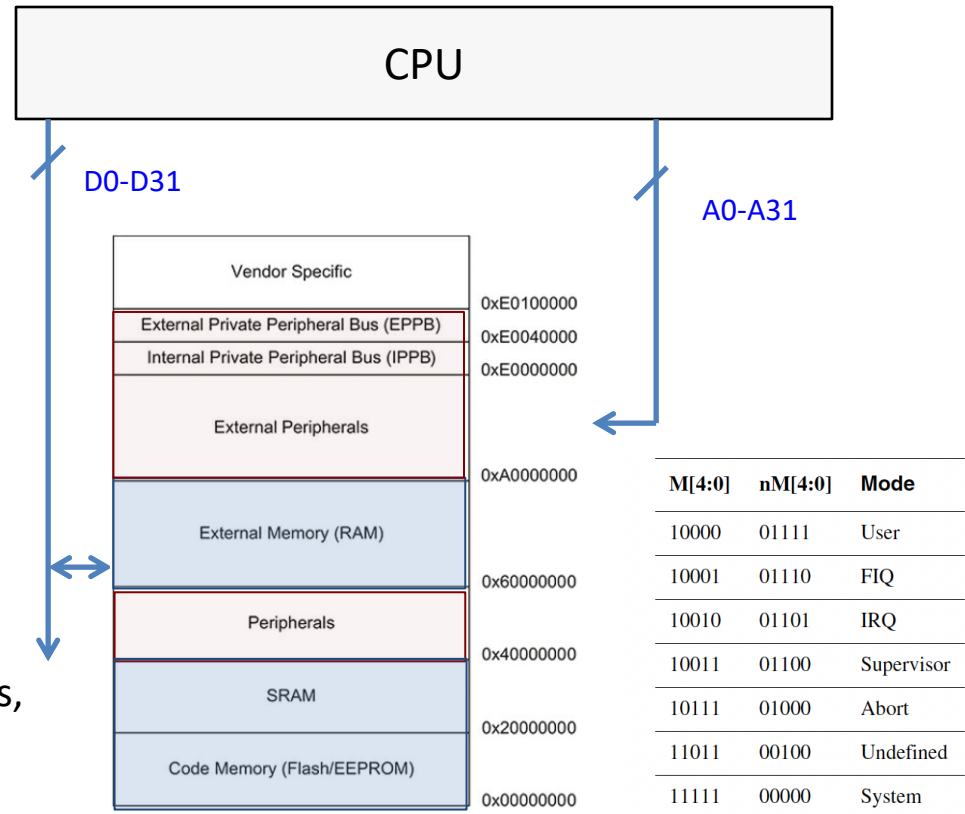 CPU
D0-D31
A0-A31
Vendor Specific
0xE0100000
External Private Peripheral Bus (EPPB)
0xE0040000
Internal Private Peripheral Bus (IPPB)
0xE0000000
External Peripherals
0xA0000000
External Memory (RAM)
0x60000000
Peripherals
0x40000000
s,
SRAM
0x20000000
Code Memory (Flash/EEPROM)
0x00000000
M[4:0] nM[4:0] Mode
10000 01111 User
10001 01110 FIQ
10010 01101 IRQ
10011 01100 Supervisor
10111 01000 Abort
11011 00100 Undefined
11111 00000 System